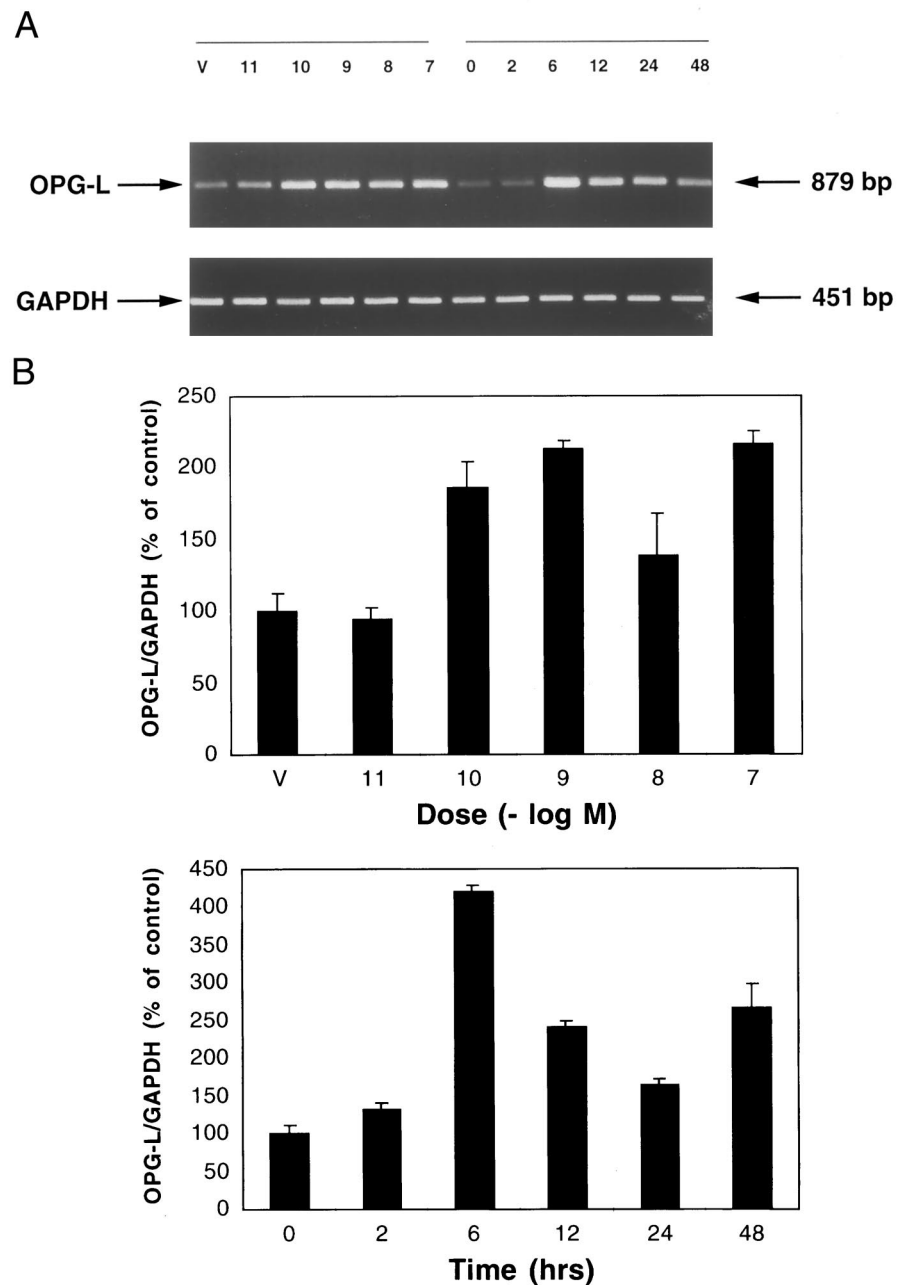 A
V 11 10 9 8 7 0 2 6 12 24 48
OPG-L 879 bp
GAPDH 451 bp
B
OPG-L/GAPDH (% of control)
250
200
150
100
50
0
V 11 10 9 8 7
Dose (- log M)
OPG-L/GAPDH (% of control)
450
400
350
300
250
200
150
100
50
0
0 2 6 12 24 48
Time (hrs)